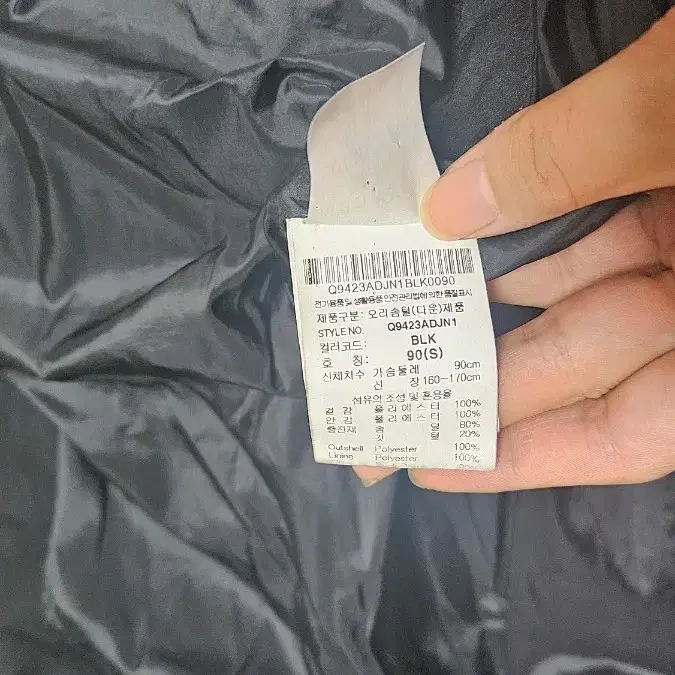 Q9423ADJN1BLK0090
전기용품 및 생활용품 안전관리법에 의한 품질표시
제품구분: 오리솜털(다운)제품
STYLE NO. Q9423ADJN1
컬러코드: BLK
호 칭: 90(S)
신체치수 가슴둘레 90cm
신 장 160-170cm
섬유의 조성 및 혼용율
겉 감 폴리에스터 100%
안 감 폴리에스터 100%
충전재 솜 털 80%
깃 털 20%
Outshell Polyester 100%
Lining Polyester 100%